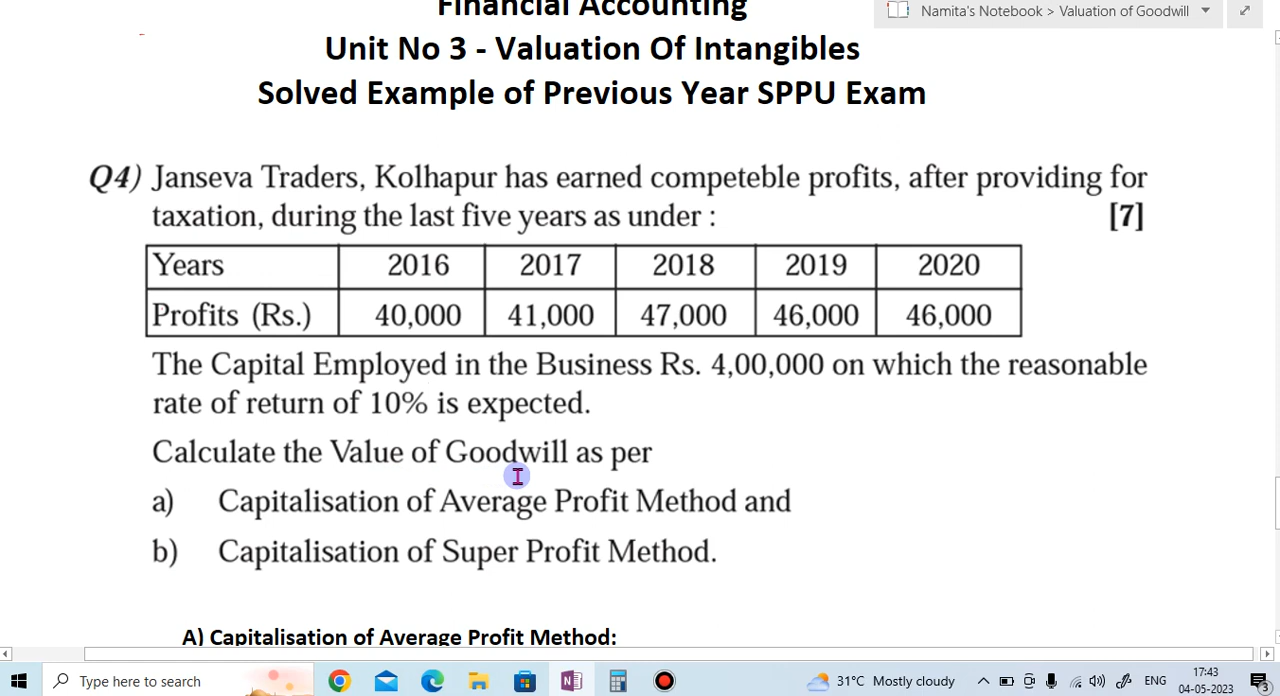 Financial Accounting
Namita's Notebook > Valuation of Goodwill
Unit No 3 - Valuation Of Intangibles
Solved Example of Previous Year SPPU Exam
Q4) Janseva Traders, Kolhapur has earned competeble profits, after providing for
taxation, during the last five years as under : [7]
Years 2016 2017 2018 2019 2020
Profits (Rs.) 40,000 41,000 47,000 46,000 46,000
The Capital Employed in the Business Rs. 4,00,000 on which the reasonable
rate of return of 10% is expected.
Calculate the Value of Goodwill as per
a) Capitalisation of Average Profit Method and
b) Capitalisation of Super Profit Method.
A) Capitalisation of Average Profit Method:
Type here to search
31°C Mostly cloudy
ENG
17:43
04-05-2023